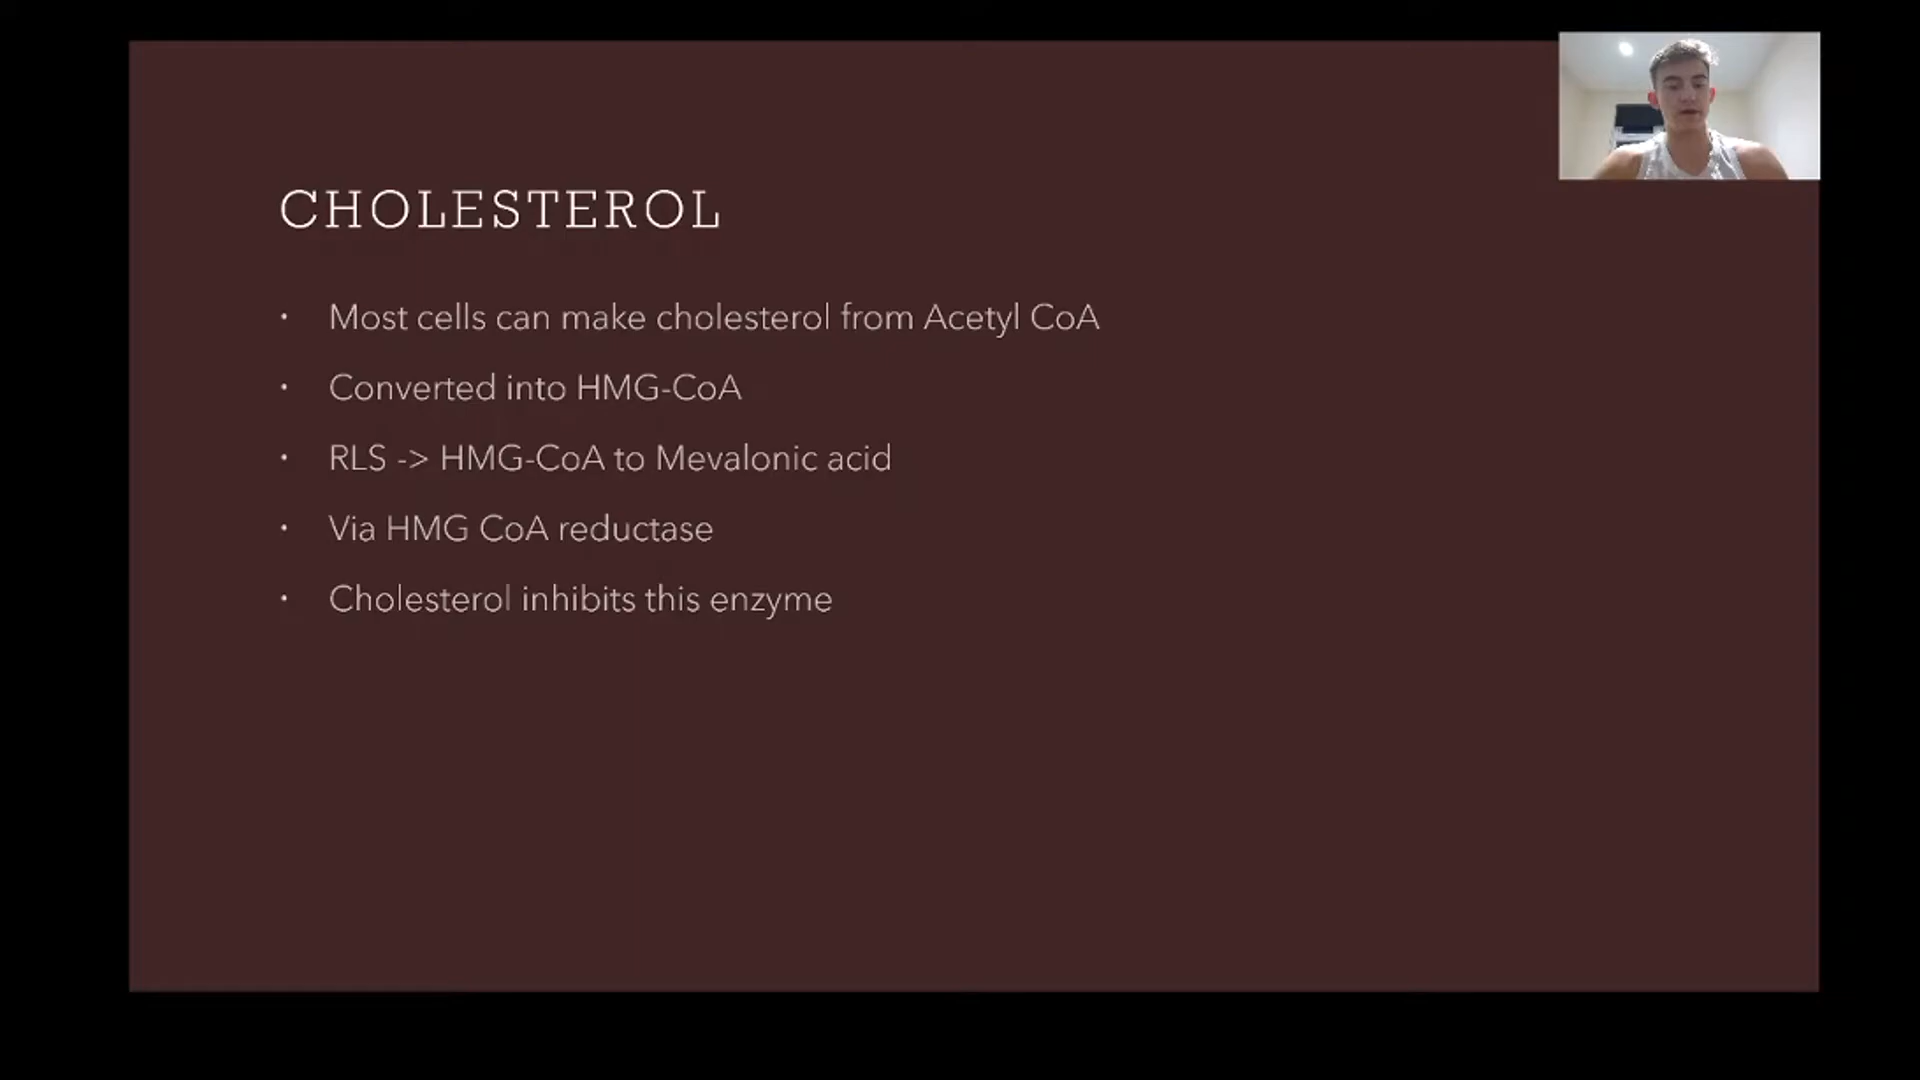 CHOLESTEROL
• Most cells can make cholesterol from Acetyl CoA
• Converted into HMG-CoA
• RLS -> HMG-CoA to Mevalonic acid
• Via HMG CoA reductase
• Cholesterol inhibits this enzyme